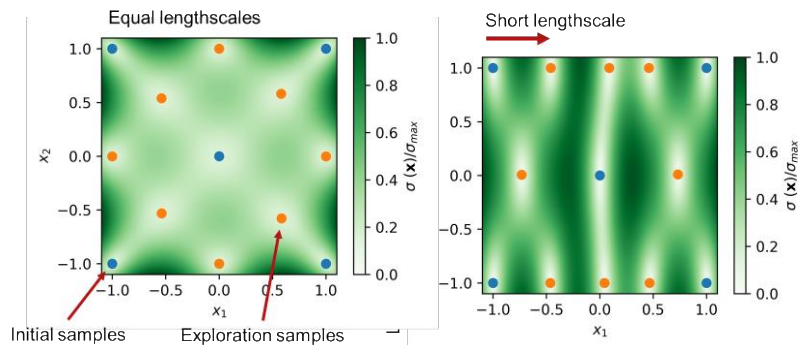 Equal lengthscales
1.0
0.5
0.0
−0.5
−1.0
x2
−1.0 −0.5 0.0 0.5 1.0
x1
1.0
0.8
0.6
0.4
0.2
0.0
σ (x)/σmax
Initial samples
Exploration samples
Short lengthscale
1.0
0.5
0.0
−0.5
−1.0
−1.0 −0.5 0.0 0.5 1.0
x1
1.0
0.8
0.6
0.4
0.2
0.0
σ (x)/σmax